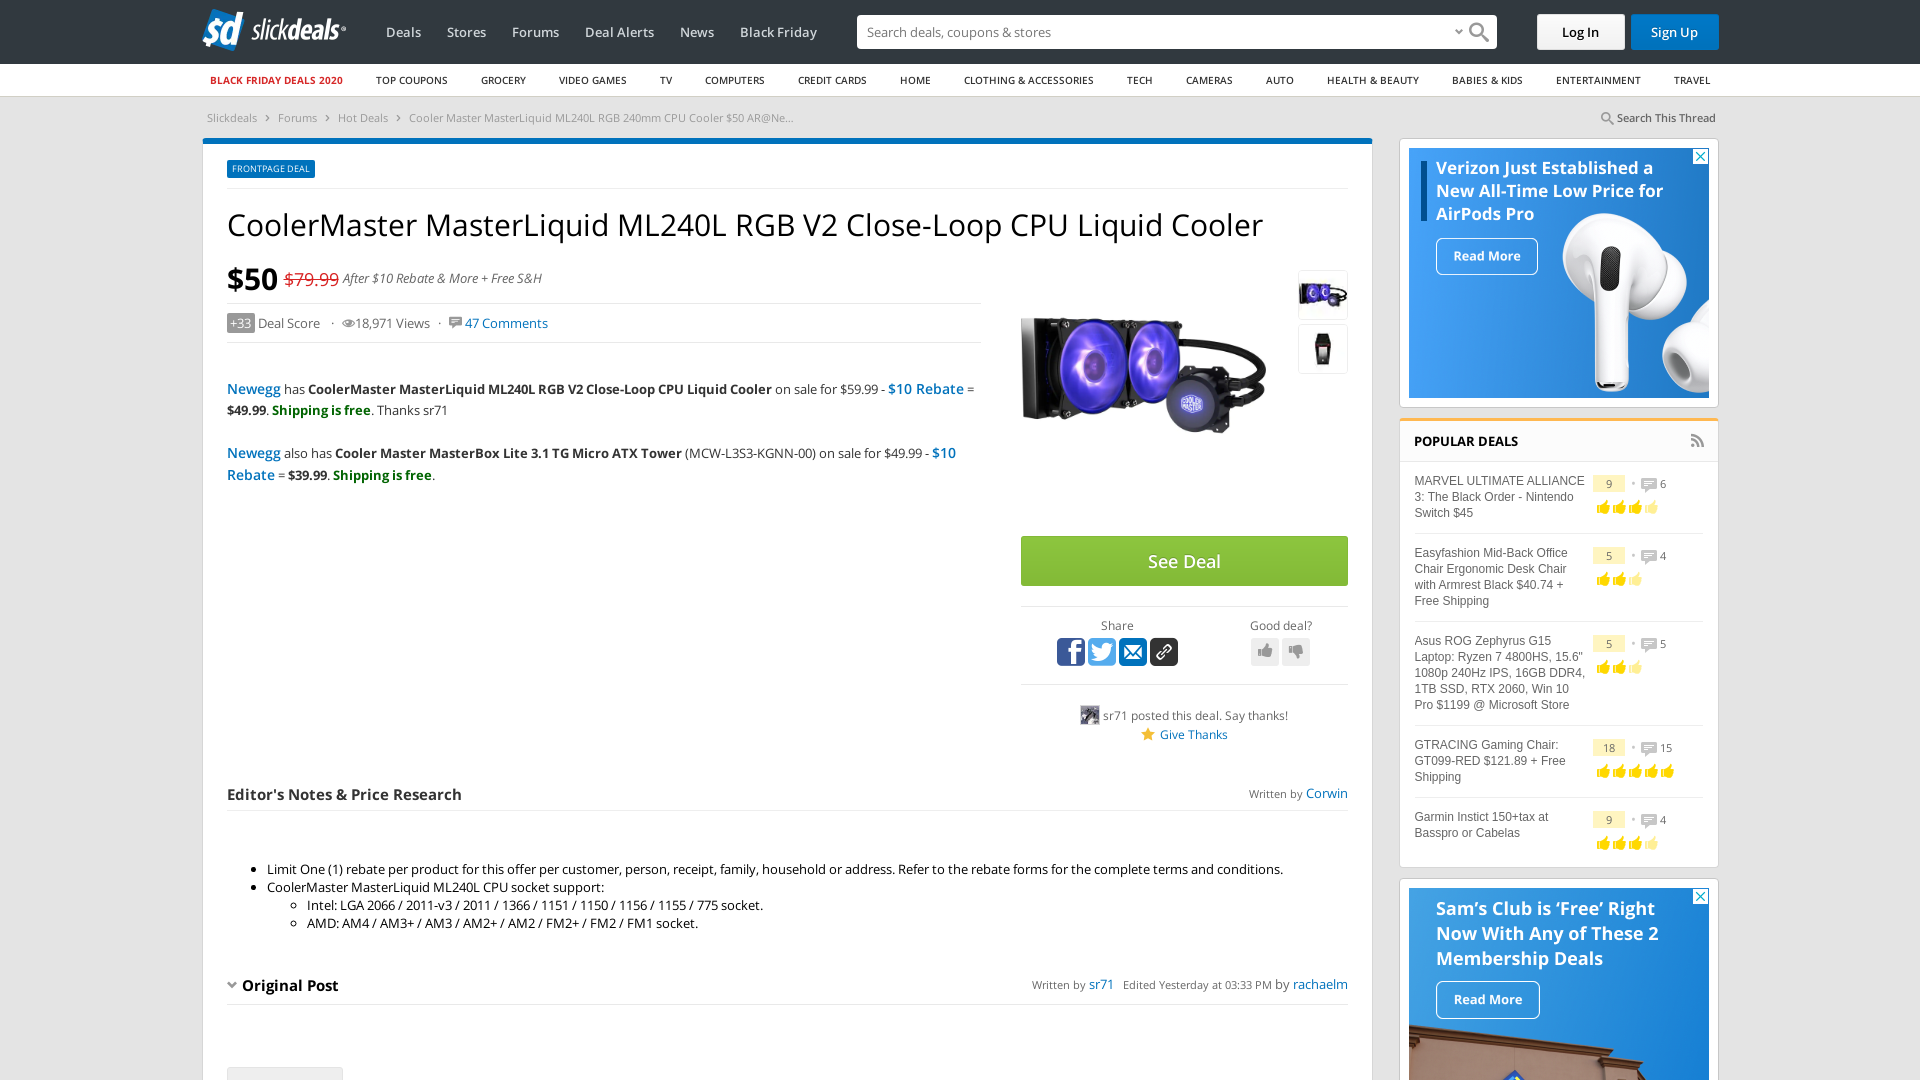 sd slickdeals
Deals
Stores
Forums
Deal Alerts
News
Black Friday
Search deals, coupons & stores
Log In
Sign Up
BLACK FRIDAY DEALS 2020
TOP COUPONS
GROCERY
VIDEO GAMES
TV
COMPUTERS
CREDIT CARDS
HOME
CLOTHING & ACCESSORIES
TECH
CAMERAS
AUTO
HEALTH & BEAUTY
BABIES & KIDS
ENTERTAINMENT
TRAVEL
Slickdeals › Forums › Hot Deals › Cooler Master MasterLiquid ML240L RGB 240mm CPU Cooler $50 AR@Ne...
Search This Thread
FRONTPAGE DEAL
CoolerMaster MasterLiquid ML240L RGB V2 Close-Loop CPU Liquid Cooler
$50 $79.99 After $10 Rebate & More + Free S&H
+33 Deal Score · 18,971 Views · 47 Comments
Newegg has CoolerMaster MasterLiquid ML240L RGB V2 Close-Loop CPU Liquid Cooler on sale for $59.99 - $10 Rebate =
$49.99. Shipping is free. Thanks sr71
Newegg also has Cooler Master MasterBox Lite 3.1 TG Micro ATX Tower (MCW-L3S3-KGNN-00) on sale for $49.99 - $10
Rebate = $39.99. Shipping is free.
See Deal
Share
Good deal?
sr71 posted this deal. Say thanks!
Give Thanks
Editor's Notes & Price Research
Written by Corwin
• Limit One (1) rebate per product for this offer per customer, person, receipt, family, household or address. Refer to the rebate forms for the complete terms and conditions.
• CoolerMaster MasterLiquid ML240L CPU socket support:
◦ Intel: LGA 2066 / 2011-v3 / 2011 / 1366 / 1151 / 1150 / 1156 / 1155 / 775 socket.
◦ AMD: AM4 / AM3+ / AM3 / AM2+ / AM2 / FM2+ / FM2 / FM1 socket.
Original Post
Written by sr71 Edited Yesterday at 03:33 PM by rachaelm
Verizon Just Established a
New All-Time Low Price for
AirPods Pro
Read More
POPULAR DEALS
MARVEL ULTIMATE ALLIANCE
3: The Black Order - Nintendo
Switch $45
9 • 6
Easyfashion Mid-Back Office
Chair Ergonomic Desk Chair
with Armrest Black $40.74 +
Free Shipping
5 • 4
Asus ROG Zephyrus G15
Laptop: Ryzen 7 4800HS, 15.6"
1080p 240Hz IPS, 16GB DDR4,
1TB SSD, RTX 2060, Win 10
Pro $1199 @ Microsoft Store
5 • 5
GTRACING Gaming Chair:
GT099-RED $121.89 + Free
Shipping
18 • 15
Garmin Instict 150+tax at
Basspro or Cabelas
9 • 4
Sam's Club is 'Free' Right
Now With Any of These 2
Membership Deals
Read More